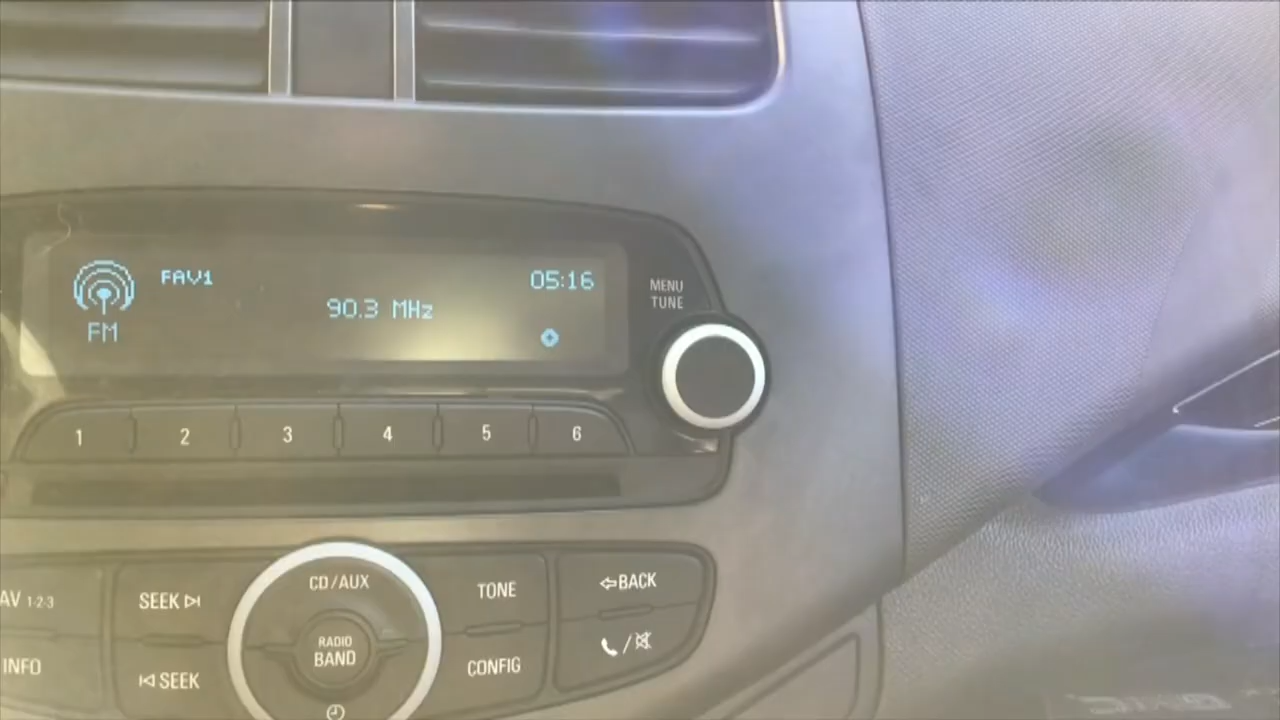 FAV1
05:16
90.3 MHz
FM
MENU
TUNE
1 2 3 4 5 6
CD/AUX
AV 1-2-3
SEEK
TONE
BACK
RADIO
BAND
INFO
SEEK
CONFIG